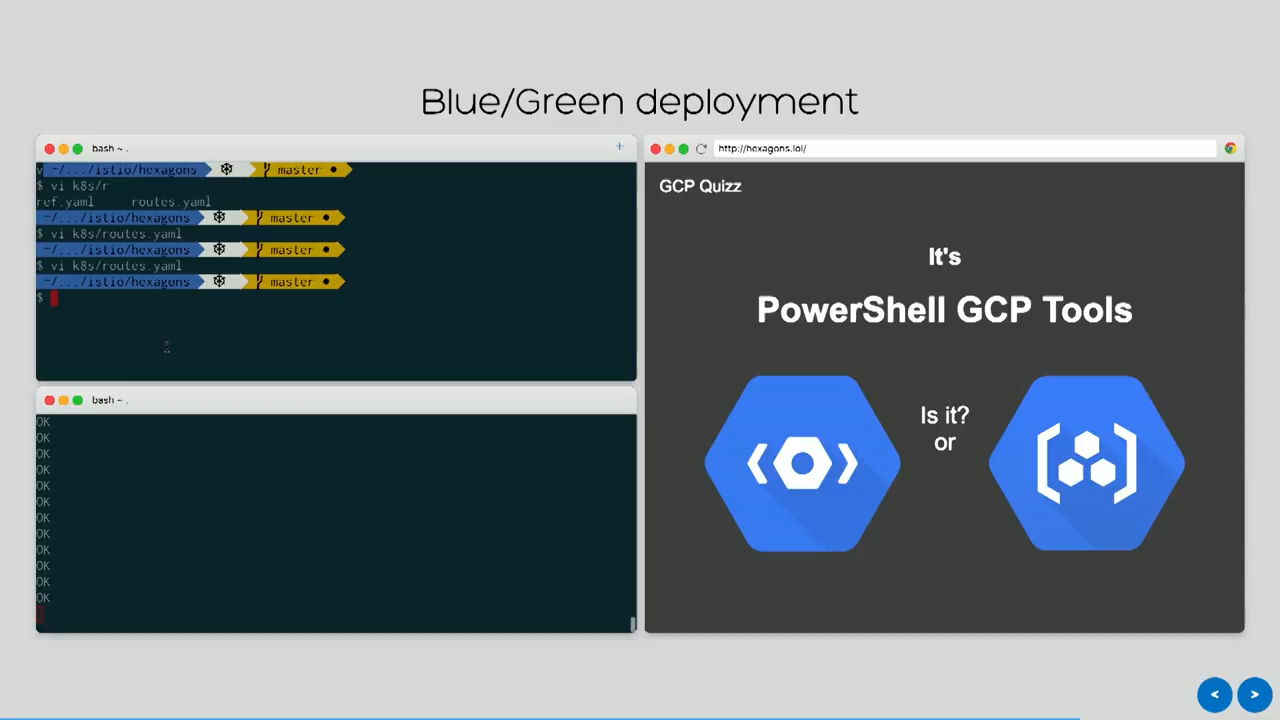 Blue/Green deployment
bash ~ .
+
v ~/.../istio/hexagons master ●
$ vi k8s/r
ref.yaml routes.yaml
~/.../istio/hexagons master ●
$ vi k8s/routes.yaml
~/.../istio/hexagons master ●
$ vi k8s/routes.yaml
~/.../istio/hexagons master ●
$
bash ~ .
OK
OK
OK
OK
OK
OK
OK
OK
OK
OK
OK
OK
http://hexagons.lol/
GCP Quizz
It's
PowerShell GCP Tools
Is it?
or
< >